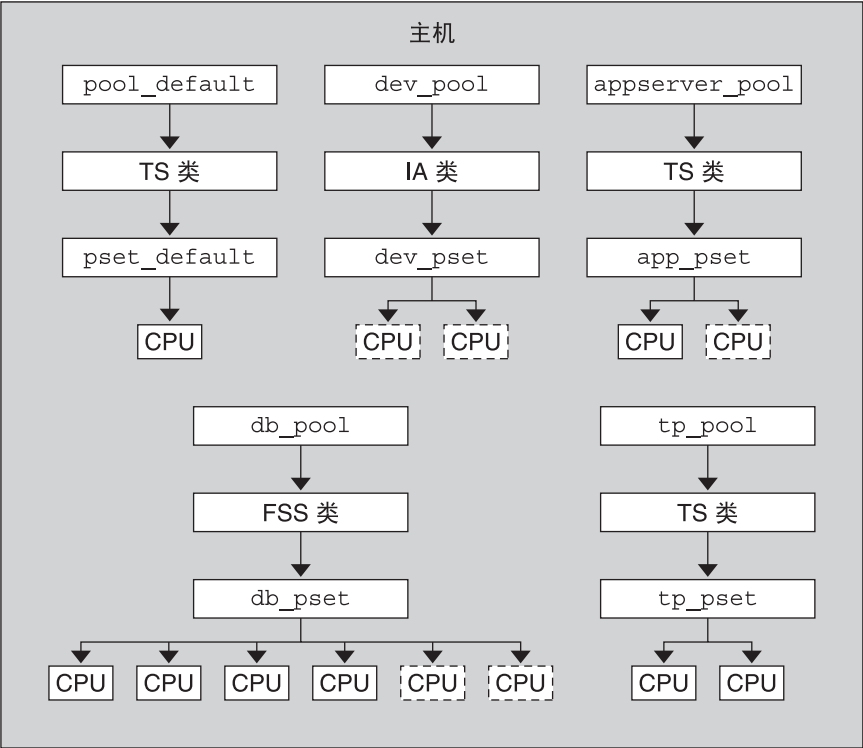 主机
pool_default
dev_pool
appserver_pool
TS 类
IA 类
TS 类
pset_default
dev_pset
app_pset
CPU
CPU
CPU
CPU
CPU
db_pool
tp_pool
FSS 类
TS 类
db_pset
tp_pset
CPU
CPU
CPU
CPU
CPU
CPU
CPU
CPU